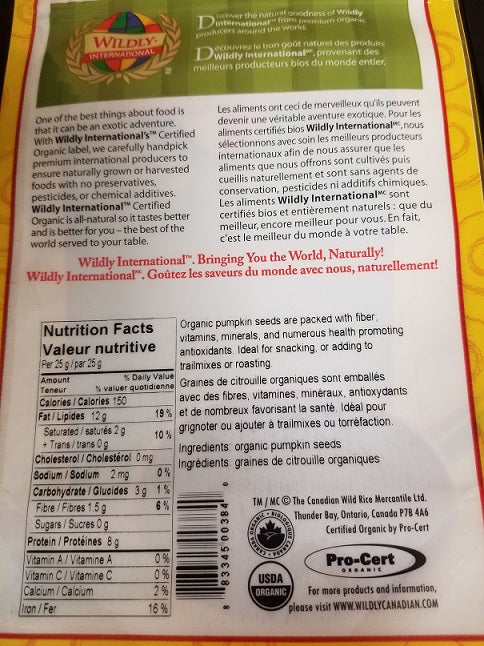 WILDLY
INTERNATIONAL
Discover the natural goodness of Wildly
International™ from premium organic
producers around the world.
Découvrez le bon goût naturel des produits
Wildly Internationalᴹᶜ, provenant des
meilleurs producteurs bios du monde entier.
One of the best things about food is
that it can be an exotic adventure.
With Wildly International's™ Certified
Organic label, we carefully handpick
premium international producers to
ensure naturally grown or harvested
foods with no preservatives,
pesticides, or chemical additives.
Wildly International™ Certified
Organic is all-natural so it tastes better
and is better for you – the best of the
world served to your table.
Les aliments ont ceci de merveilleux qu'ils peuvent
devenir une véritable aventure exotique. Pour les
aliments certifiés bios Wildly Internationalᴹᶜ, nous
sélectionnons avec soin les meilleurs producteurs
internationaux afin de nous assurer que les
aliments que nous offrons sont cultivés puis
cueillis naturellement et sont sans agents de
conservation, pesticides ni additifs chimiques.
Les aliments Wildly Internationalᴹᶜ sont
certifiés bios et entièrement naturels : que du
meilleur, encore meilleur pour vous. En fait,
c'est le meilleur du monde à votre table.
Wildly International™. Bringing You the World, Naturally!
Wildly Internationalᴹᶜ. Goûtez les saveurs du monde avec nous, naturellement!
Nutrition Facts
Valeur nutritive
Per 25 g / par 25 g
Amount % Daily Value
Teneur % valuer quotidienne
Calories / Calories 150
Fat / Lipides 12 g 19 %
Saturated / saturés 2 g 10 %
+ Trans / trans 0 g
Cholesterol / Cholestérol 0 mg
Sodium / Sodium 2 mg 0 %
Carbohydrate / Glucides 3 g 1 %
Fibre / Fibres 1.5 g 6 %
Sugars / Sucres 0 g
Protein / Protéines 8 g
Vitamin A / Vitamine A 0 %
Vitamin C / Vitamine C 0 %
Calcium / Calcium 2 %
Iron / Fer 16 %
Organic pumpkin seeds are packed with fiber,
vitamins, minerals, and numerous health promoting
antioxidants. Ideal for snacking, or adding to
trailmixes or roasting.
Graines de citrouille organiques sont emballés
avec des fibres, vitamines, minéraux, antioxydants
et de nombreux favorisant la santé. Idéal pour
grignoter ou ajouter à trailmixes ou torréfaction.
Ingredients: organic pumpkin seeds
Ingrédients: graines de citrouille organiques
8 83345 00384 0
TM / MC © The Canadian Wild Rice Mercantile Ltd.
Thunder Bay, Ontario, Canada P7B 4A6
Certified Organic by Pro-Cert
CANADA ORGANIC • BIOLOGIQUE CANADA
Pro-Cert
ORGANIC
USDA
ORGANIC
For more products and information,
please visit WWW.WILDLYCANADIAN.COM